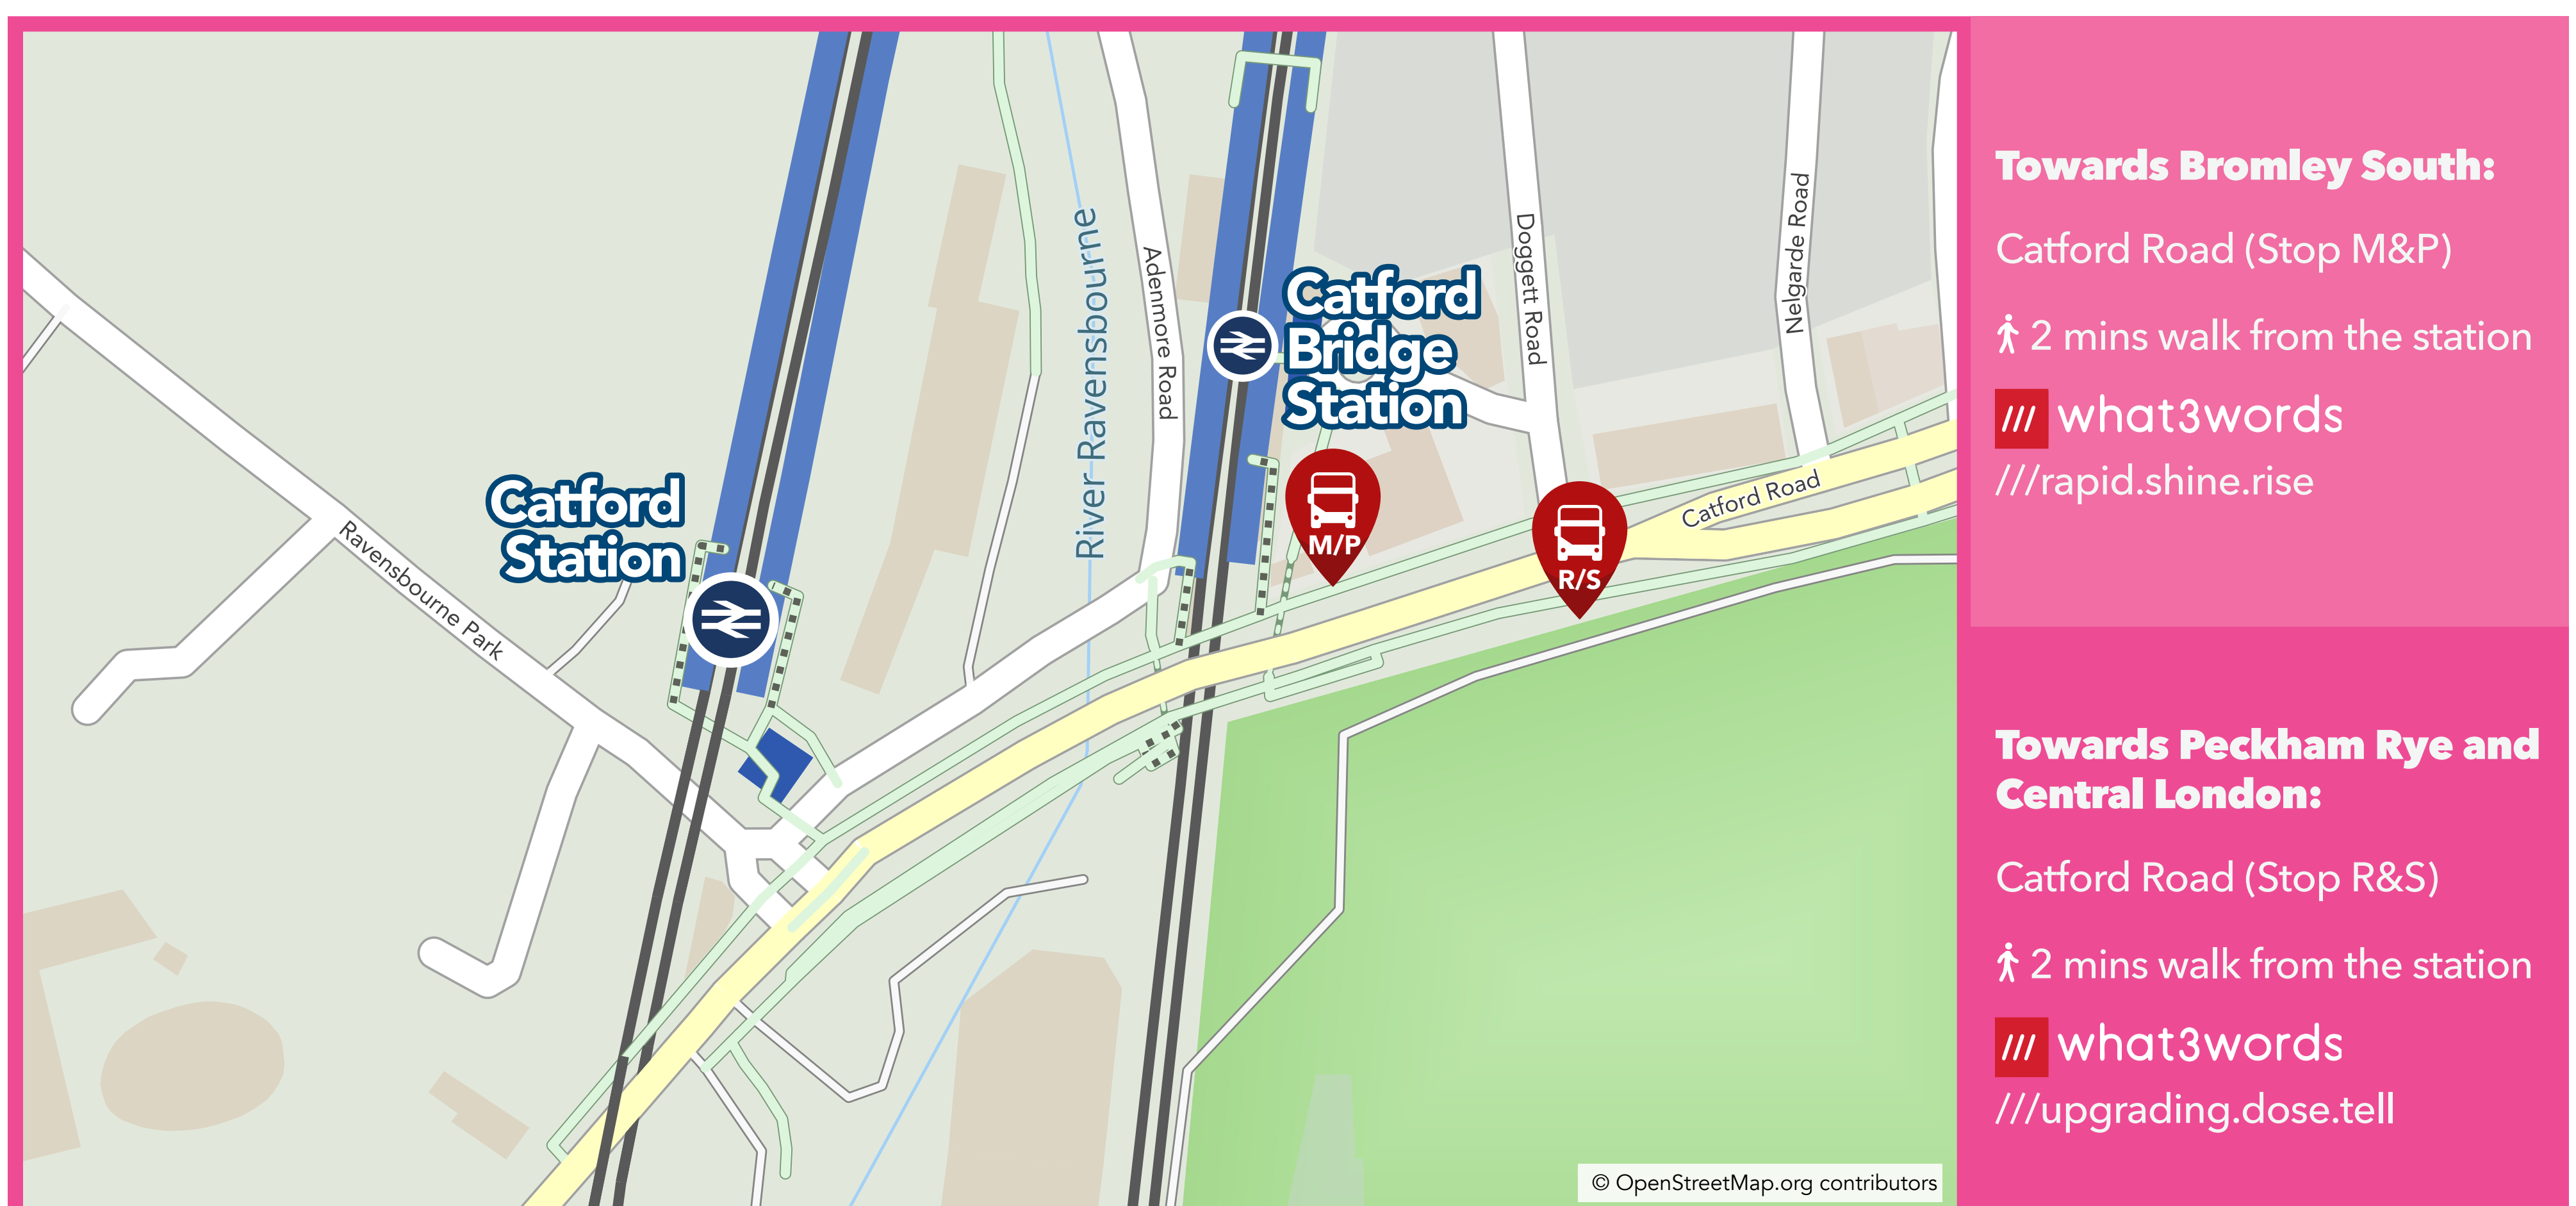 River Ravensbourne
Adenmore Road
Doggett Road
Nelgarde Road
Catford
Bridge
Station
Catford
Station
M/P
R/S
Catford Road
Ravensbourne Park
© OpenStreetMap.org contributors
Towards Bromley South:
Catford Road (Stop M&P)
2 mins walk from the station
/// what3words
///rapid.shine.rise
Towards Peckham Rye and
Central London:
Catford Road (Stop R&S)
2 mins walk from the station
/// what3words
///upgrading.dose.tell